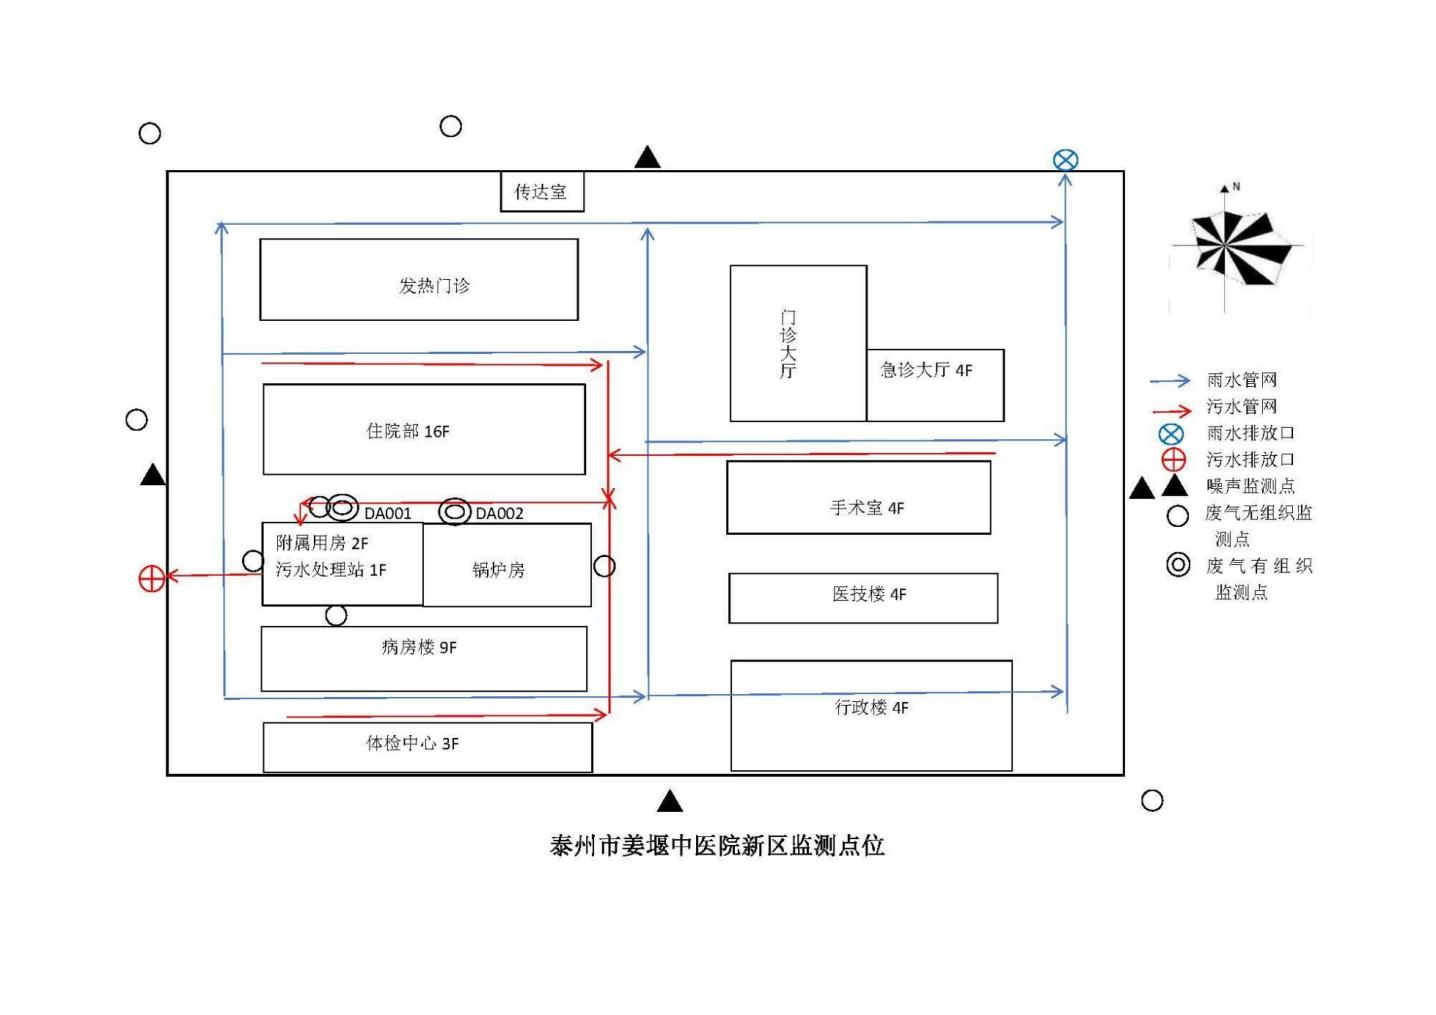 传达室
N
发热门诊
门诊大厅
急诊大厅 4F
雨水管网
污水管网
雨水排放口
污水排放口
噪声监测点
废气无组织监
测点
废气有组织
监测点
住院部 16F
手术室 4F
DA001
DA002
附属用房 2F
污水处理站 1F
锅炉房
医技楼 4F
病房楼 9F
行政楼 4F
体检中心 3F
泰州市姜堰中医院新区监测点位